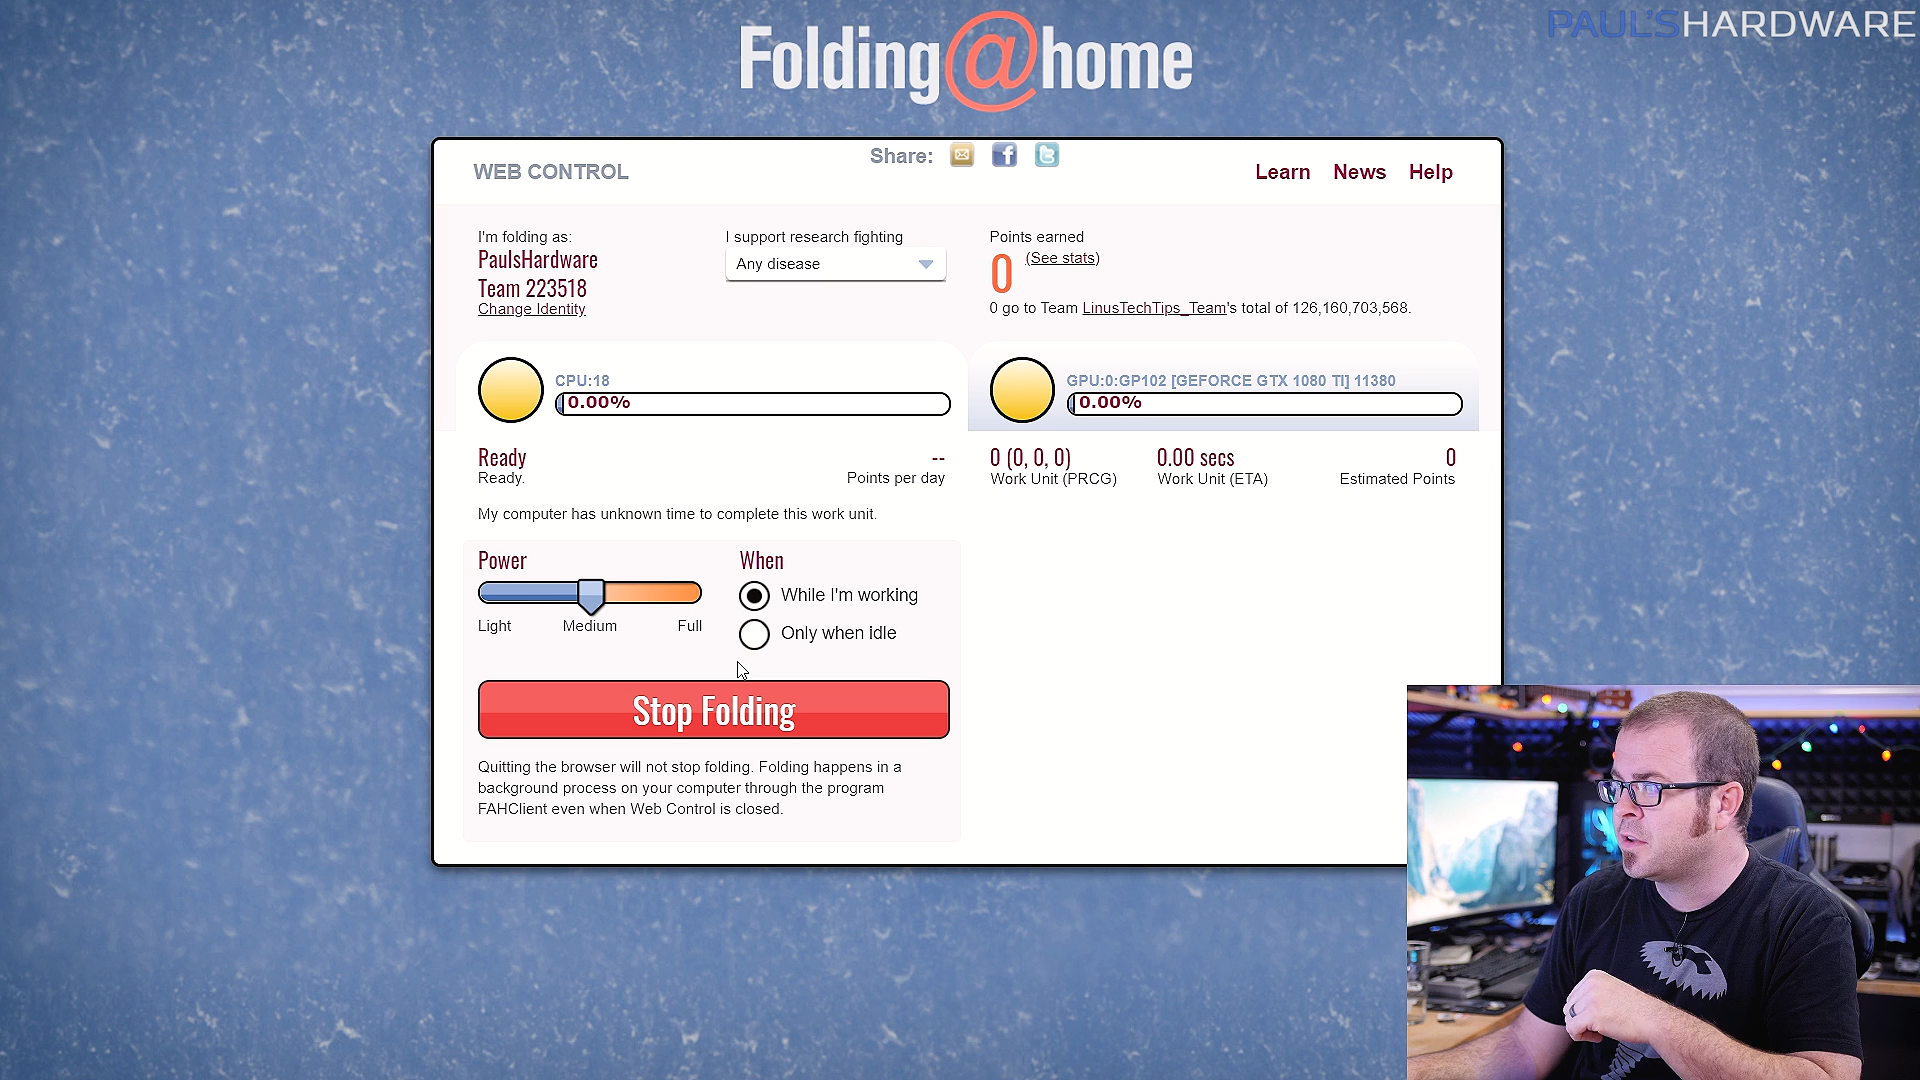 PAUL'SHARDWARE
Folding@home
WEB CONTROL
Share:
Learn News Help
I'm folding as:
PaulsHardware
Team 223518
Change Identity
I support research fighting
Any disease
Points earned
0 (See stats)
0 go to Team LinusTechTips_Team's total of 126,160,703,568.
CPU:18
0.00%
GPU:0:GP102 [GEFORCE GTX 1080 TI] 11380
0.00%
Ready
Ready.
--
Points per day
0 (0, 0, 0)
Work Unit (PRCG)
0.00 secs
Work Unit (ETA)
0
Estimated Points
My computer has unknown time to complete this work unit.
Power
Light Medium Full
When
While I'm working
Only when idle
Stop Folding
Quitting the browser will not stop folding. Folding happens in a
background process on your computer through the program
FAHClient even when Web Control is closed.